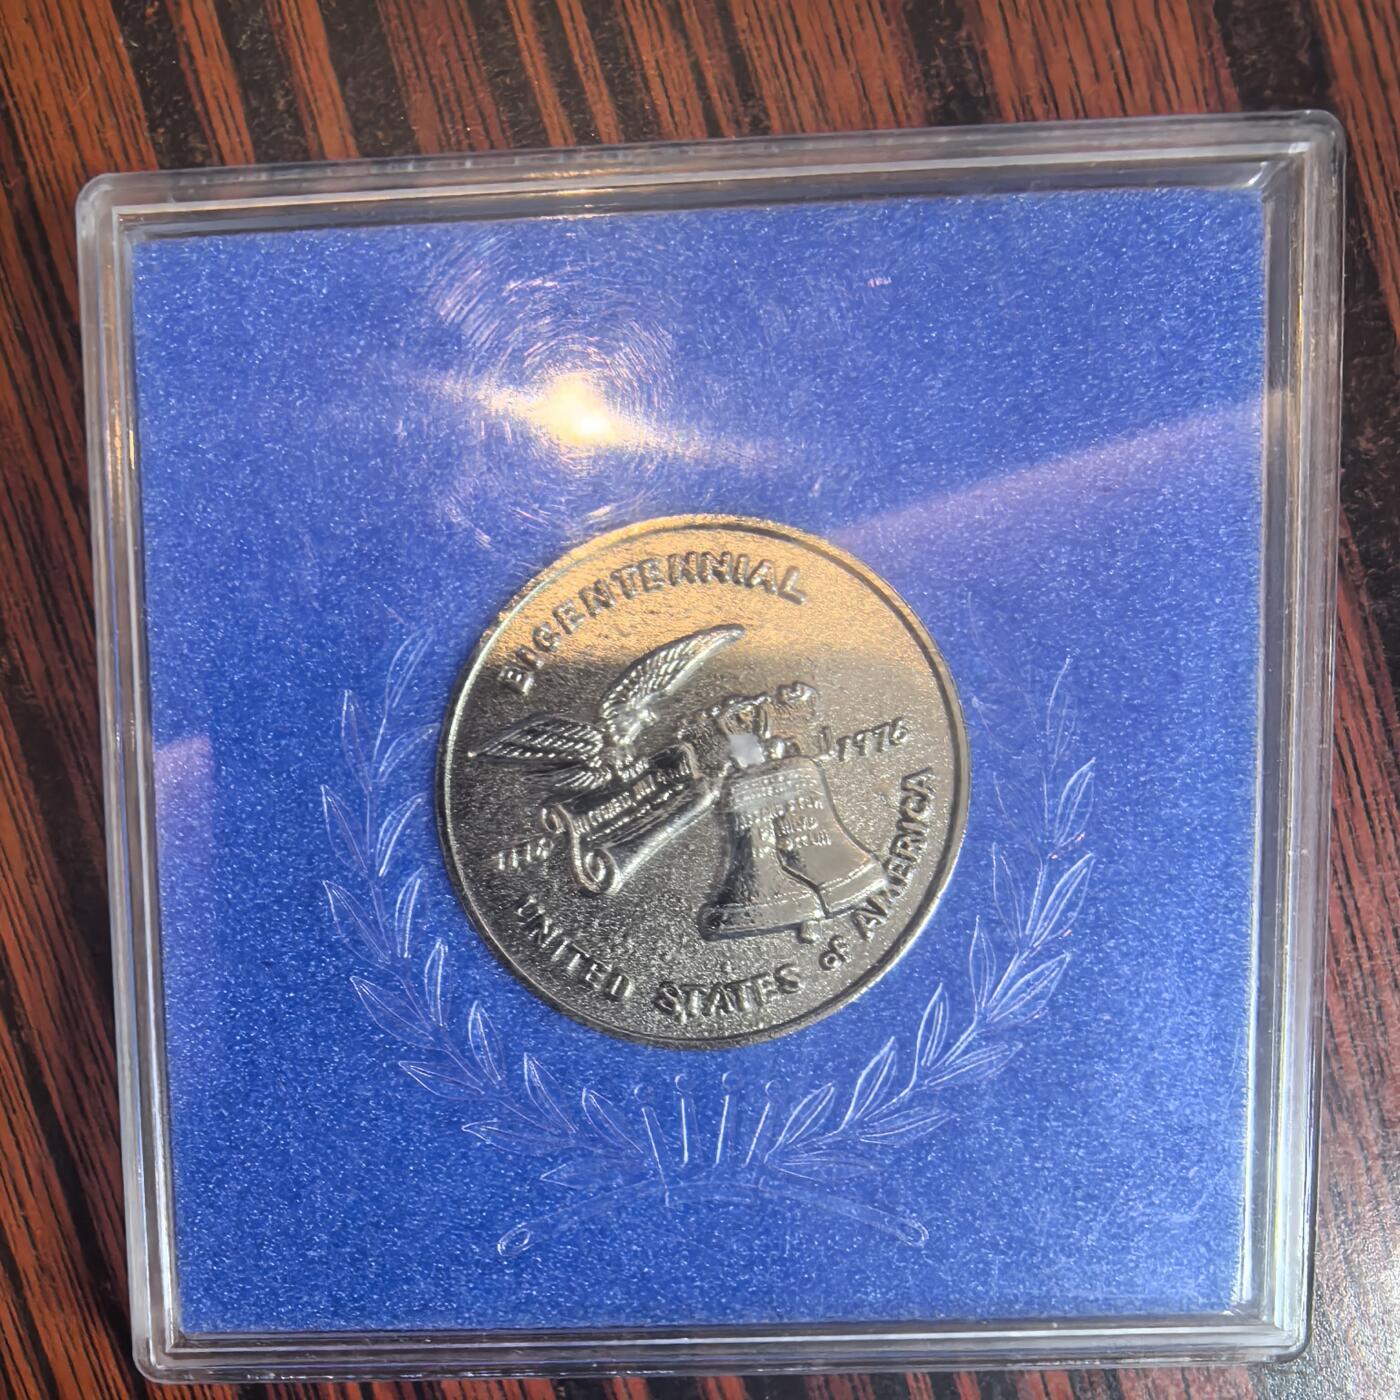 BICENTENNIAL
1976
1776
UNITED STATES of AMERICA